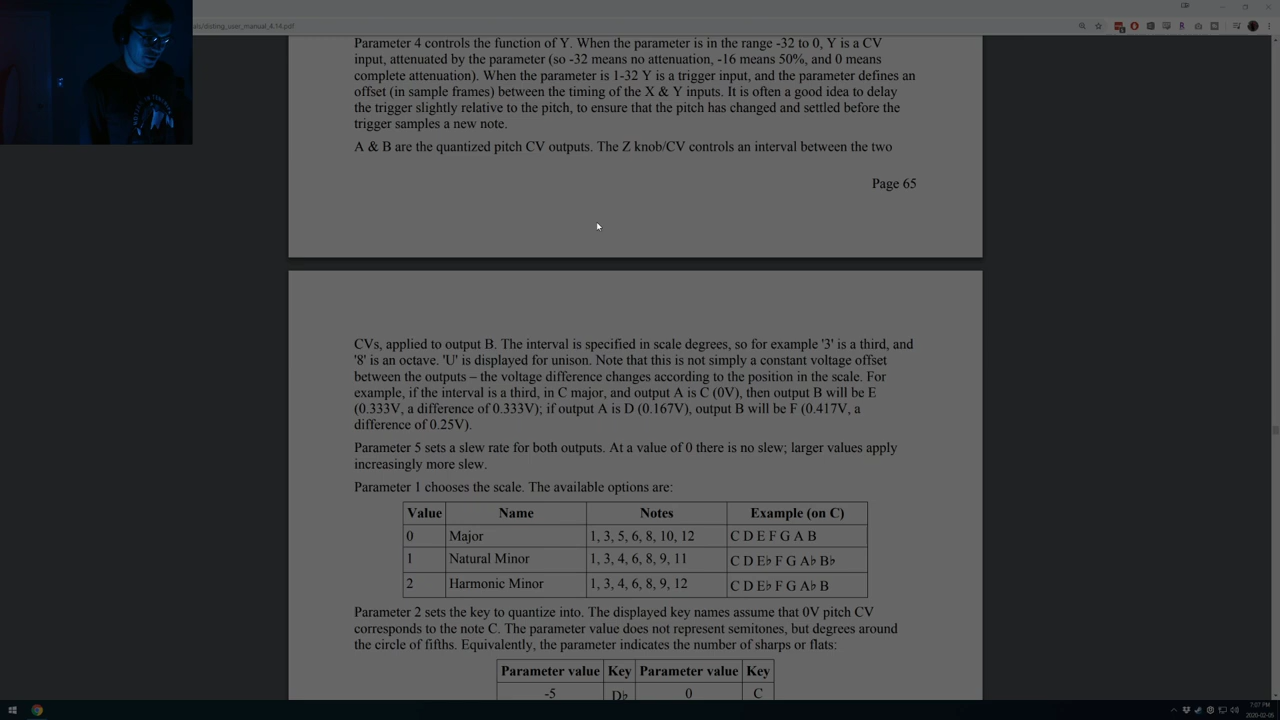 als/disting_user_manual_4.14.pdf
Parameter 4 controls the function of Y. When the parameter is in the range -32 to 0, Y is a CV
input, attenuated by the parameter (so -32 means no attenuation, -16 means 50%, and 0 means
complete attenuation). When the parameter is 1-32 Y is a trigger input, and the parameter defines an
offset (in sample frames) between the timing of the X & Y inputs. It is often a good idea to delay
the trigger slightly relative to the pitch, to ensure that the pitch has changed and settled before the
trigger samples a new note.
A & B are the quantized pitch CV outputs. The Z knob/CV controls an interval between the two
Page 65
CVs, applied to output B. The interval is specified in scale degrees, so for example '3' is a third, and
'8' is an octave. 'U' is displayed for unison. Note that this is not simply a constant voltage offset
between the outputs – the voltage difference changes according to the position in the scale. For
example, if the interval is a third, in C major, and output A is C (0V), then output B will be E
(0.333V, a difference of 0.333V); if output A is D (0.167V), output B will be F (0.417V, a
difference of 0.25V).
Parameter 5 sets a slew rate for both outputs. At a value of 0 there is no slew; larger values apply
increasingly more slew.
Parameter 1 chooses the scale. The available options are:
Value Name Notes Example (on C)
0 Major 1, 3, 5, 6, 8, 10, 12 C D E F G A B
1 Natural Minor 1, 3, 4, 6, 8, 9, 11 C D E♭ F G A♭ B♭
2 Harmonic Minor 1, 3, 4, 6, 8, 9, 12 C D E♭ F G A♭ B
Parameter 2 sets the key to quantize into. The displayed key names assume that 0V pitch CV
corresponds to the note C. The parameter value does not represent semitones, but degrees around
the circle of fifths. Equivalently, the parameter indicates the number of sharps or flats:
Parameter value Key Parameter value Key
-5 D♭ 0 C
7:07 PM
2020-02-05